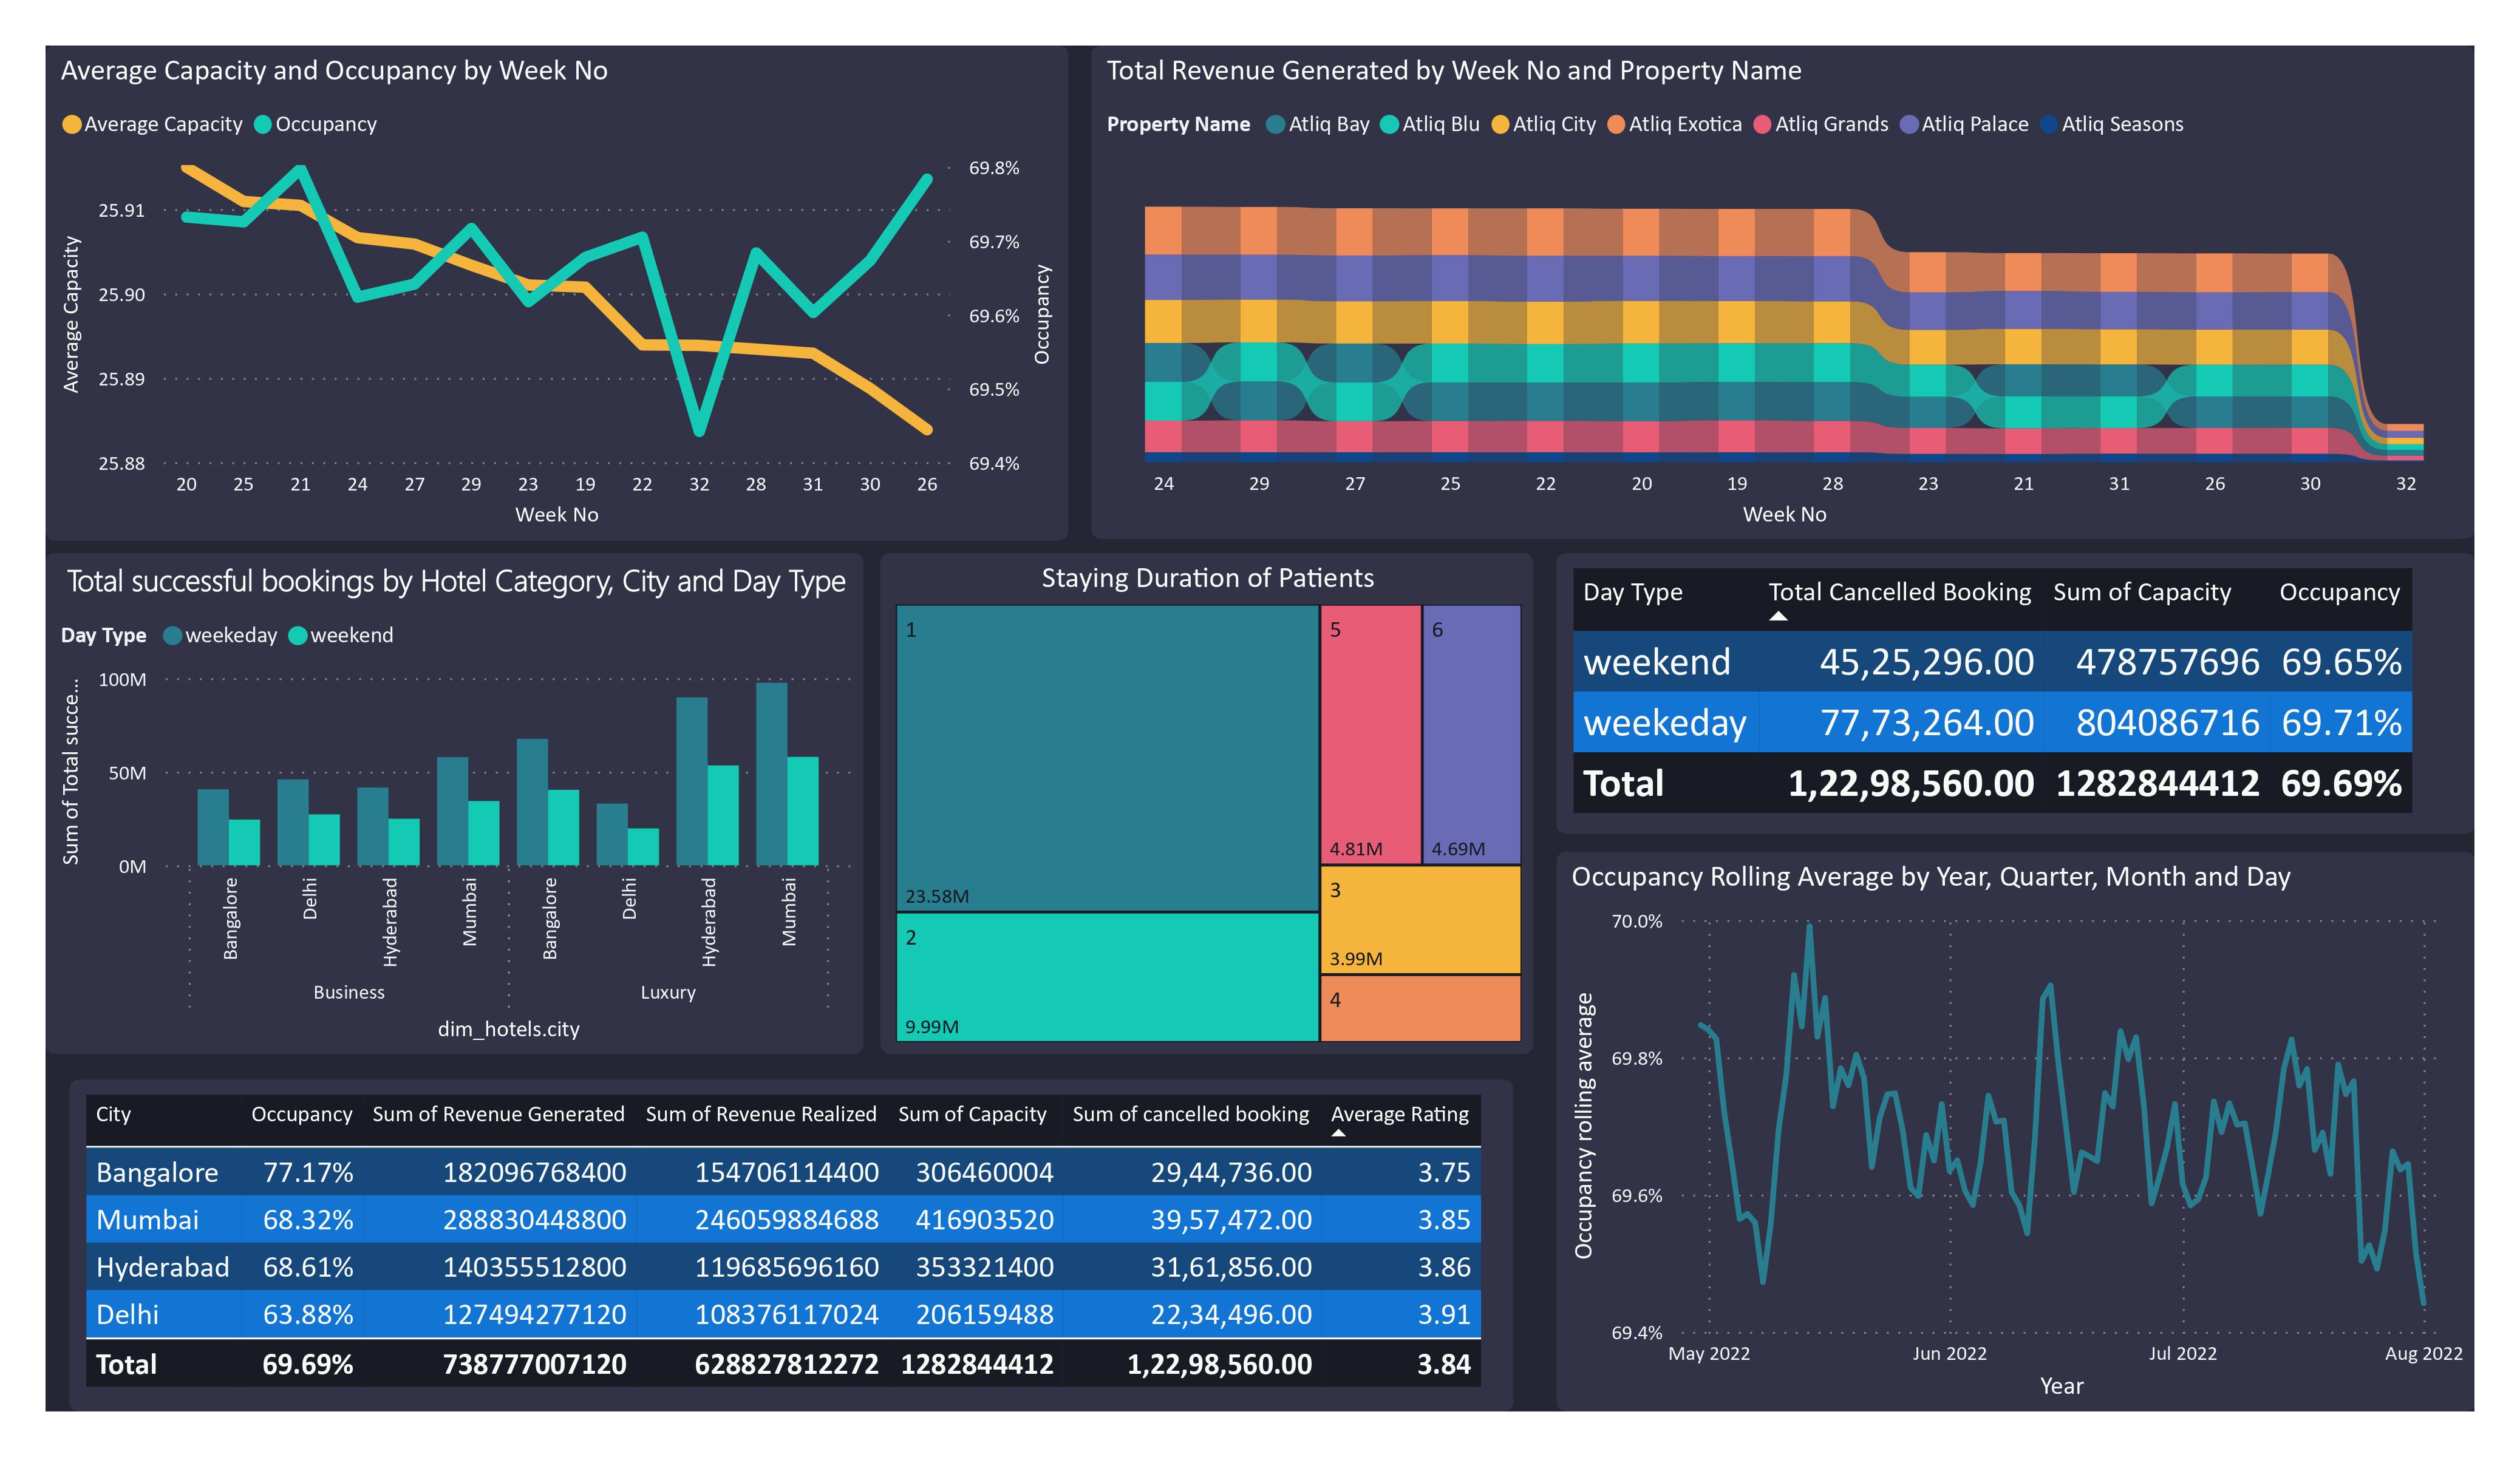 Average Capacity and Occupancy by Week No
Average Capacity Occupancy
69.8%
25.91
69.7%
25.90
69.6%
25.89
69.5%
25.88
69.4%
Average Capacity
Occupancy
20 25 21 24 27 29 23 19 22 32 28 31 30 26
Week No
Total Revenue Generated by Week No and Property Name
Property Name Atliq Bay Atliq Blu Atliq City Atliq Exotica Atliq Grands Atliq Palace Atliq Seasons
24 29 27 25 22 20 19 28 23 21 31 26 30 32
Week No
Total successful bookings by Hotel Category, City and Day Type
Day Type weekeday weekend
100M
50M
0M
Sum of Total succe...
Bangalore Delhi Hyderabad Mumbai Bangalore Delhi Hyderabad Mumbai
Business Luxury
dim_hotels.city
Staying Duration of Patients
1
23.58M
2
9.99M
5
4.81M
6
4.69M
3
3.99M
4
Day Type Total Cancelled Booking Sum of Capacity Occupancy
weekend 45,25,296.00 478757696 69.65%
weekeday 77,73,264.00 804086716 69.71%
Total 1,22,98,560.00 1282844412 69.69%
City Occupancy Sum of Revenue Generated Sum of Revenue Realized Sum of Capacity Sum of cancelled booking Average Rating
Bangalore 77.17% 182096768400 154706114400 306460004 29,44,736.00 3.75
Mumbai 68.32% 288830448800 246059884688 416903520 39,57,472.00 3.85
Hyderabad 68.61% 140355512800 119685696160 353321400 31,61,856.00 3.86
Delhi 63.88% 127494277120 108376117024 206159488 22,34,496.00 3.91
Total 69.69% 738777007120 628827812272 1282844412 1,22,98,560.00 3.84
Occupancy Rolling Average by Year, Quarter, Month and Day
70.0%
69.8%
69.6%
69.4%
Occupancy rolling average
May 2022 Jun 2022 Jul 2022 Aug 2022
Year